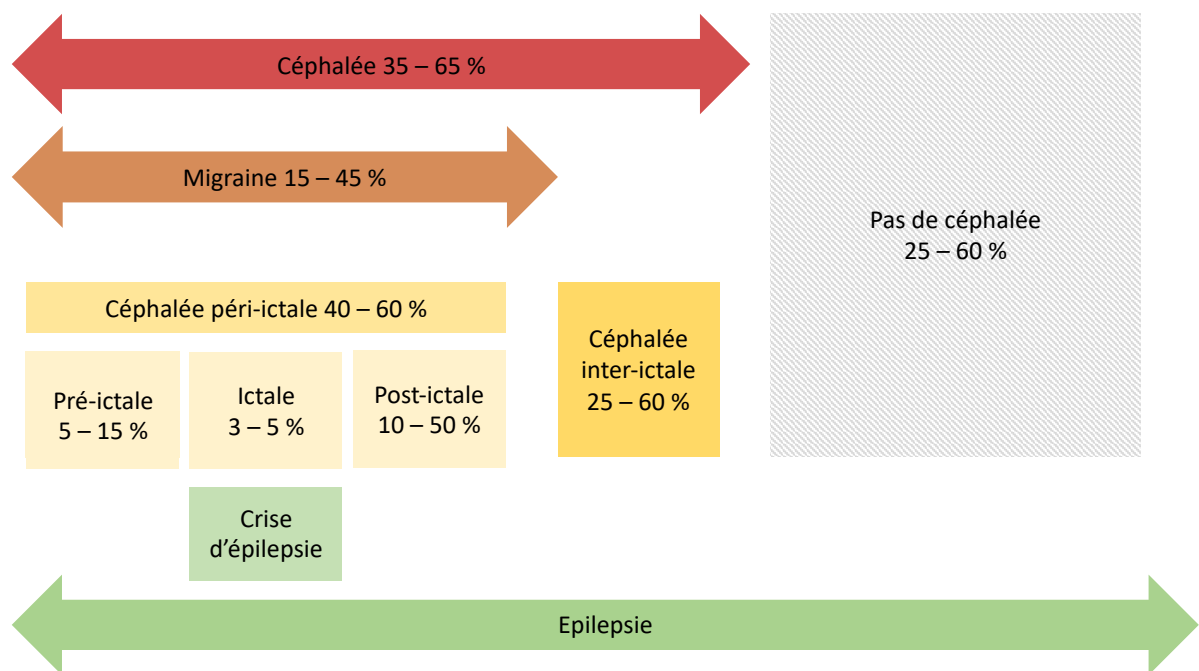 Céphalée 35 – 65 %
Migraine 15 – 45 %
Pas de céphalée
25 – 60 %
Céphalée péri-ictale 40 – 60 %
Céphalée
inter-ictale
25 – 60 %
Pré-ictale
5 – 15 %
Ictale
3 – 5 %
Post-ictale
10 – 50 %
Crise
d’épilepsie
Epilepsie